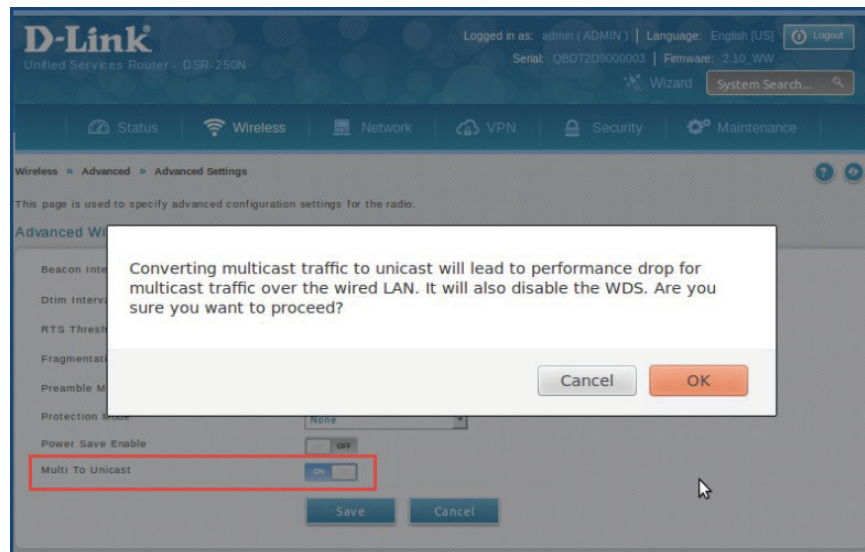 D-Link
Unified Services Router - DSR-250N
Logged in as: admin ( ADMIN ) | Language: English [US]
Logout
Serial: QBDT2D9000003 | Firmware: 2.10_WW
Wizard
System Search...
Status
Wireless
Network
VPN
Security
Maintenance
Wireless » Advanced » Advanced Settings
This page is used to specify advanced configuration settings for the radio.
Advanced Wi
Converting multicast traffic to unicast will lead to performance drop for
multicast traffic over the wired LAN. It will also disable the WDS. Are you
sure you want to proceed?
Cancel
OK
Beacon Inte
Dtim Interva
RTS Thresh
Fragmentati
Preamble M
Protection Mode
None
Power Save Enable
OFF
Multi To Unicast
ON
Save
Cancel